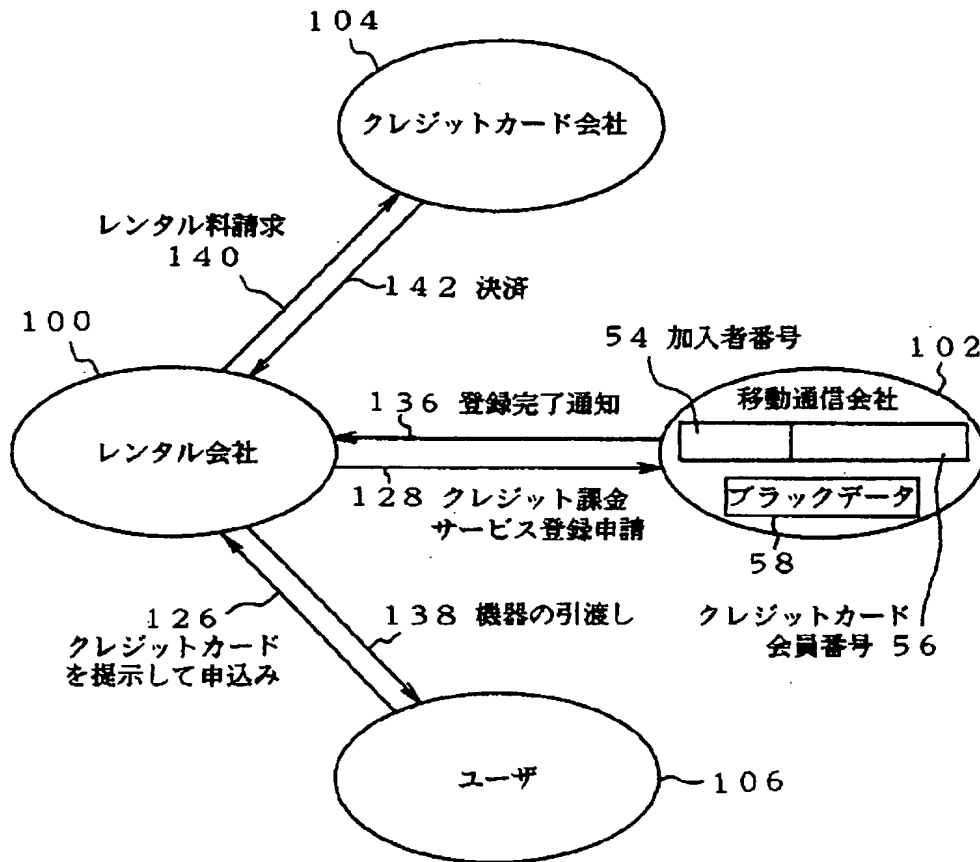 104
クレジットカード会社
レンタル料請求
140
142 決済
100
54 加入者番号
102
136 登録完了通知
移動通信会社
レンタル会社
128 クレジット課金
サービス登録申請
ブラックデータ
58
126
クレジットカード
を提示して申込み
138 機器の引渡し
クレジットカード
会員番号 56
ユーザ
106